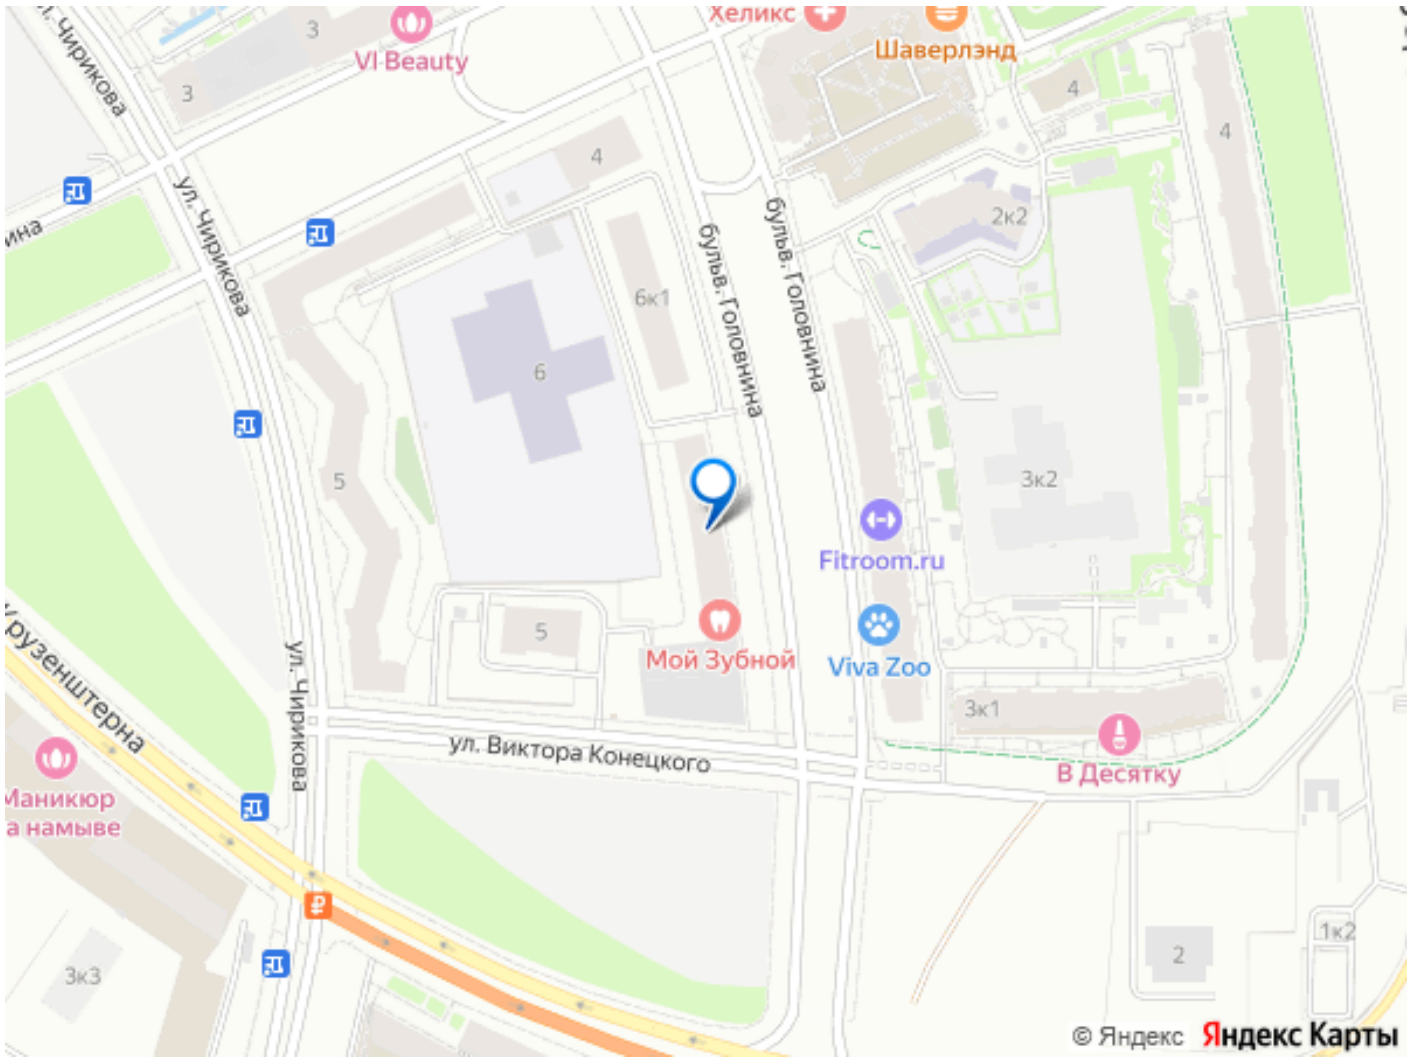 Хеликс
Шаверлэнд
3
VI Beauty
ул. Чирикова
3
4
4
4
ул. Чирикова
2к2
бульв. Головнина
бульв. Головнина
6к1
6
5
3к2
Fitroom.ru
5
Мой Зубной
Viva Zoo
Крузенштерна
ул. Чирикова
3к1
ул. Виктора Конецкого
В Десятку
Маникюр
а намыве
2
1к2
3к3
© Яндекс Яндекс Карты